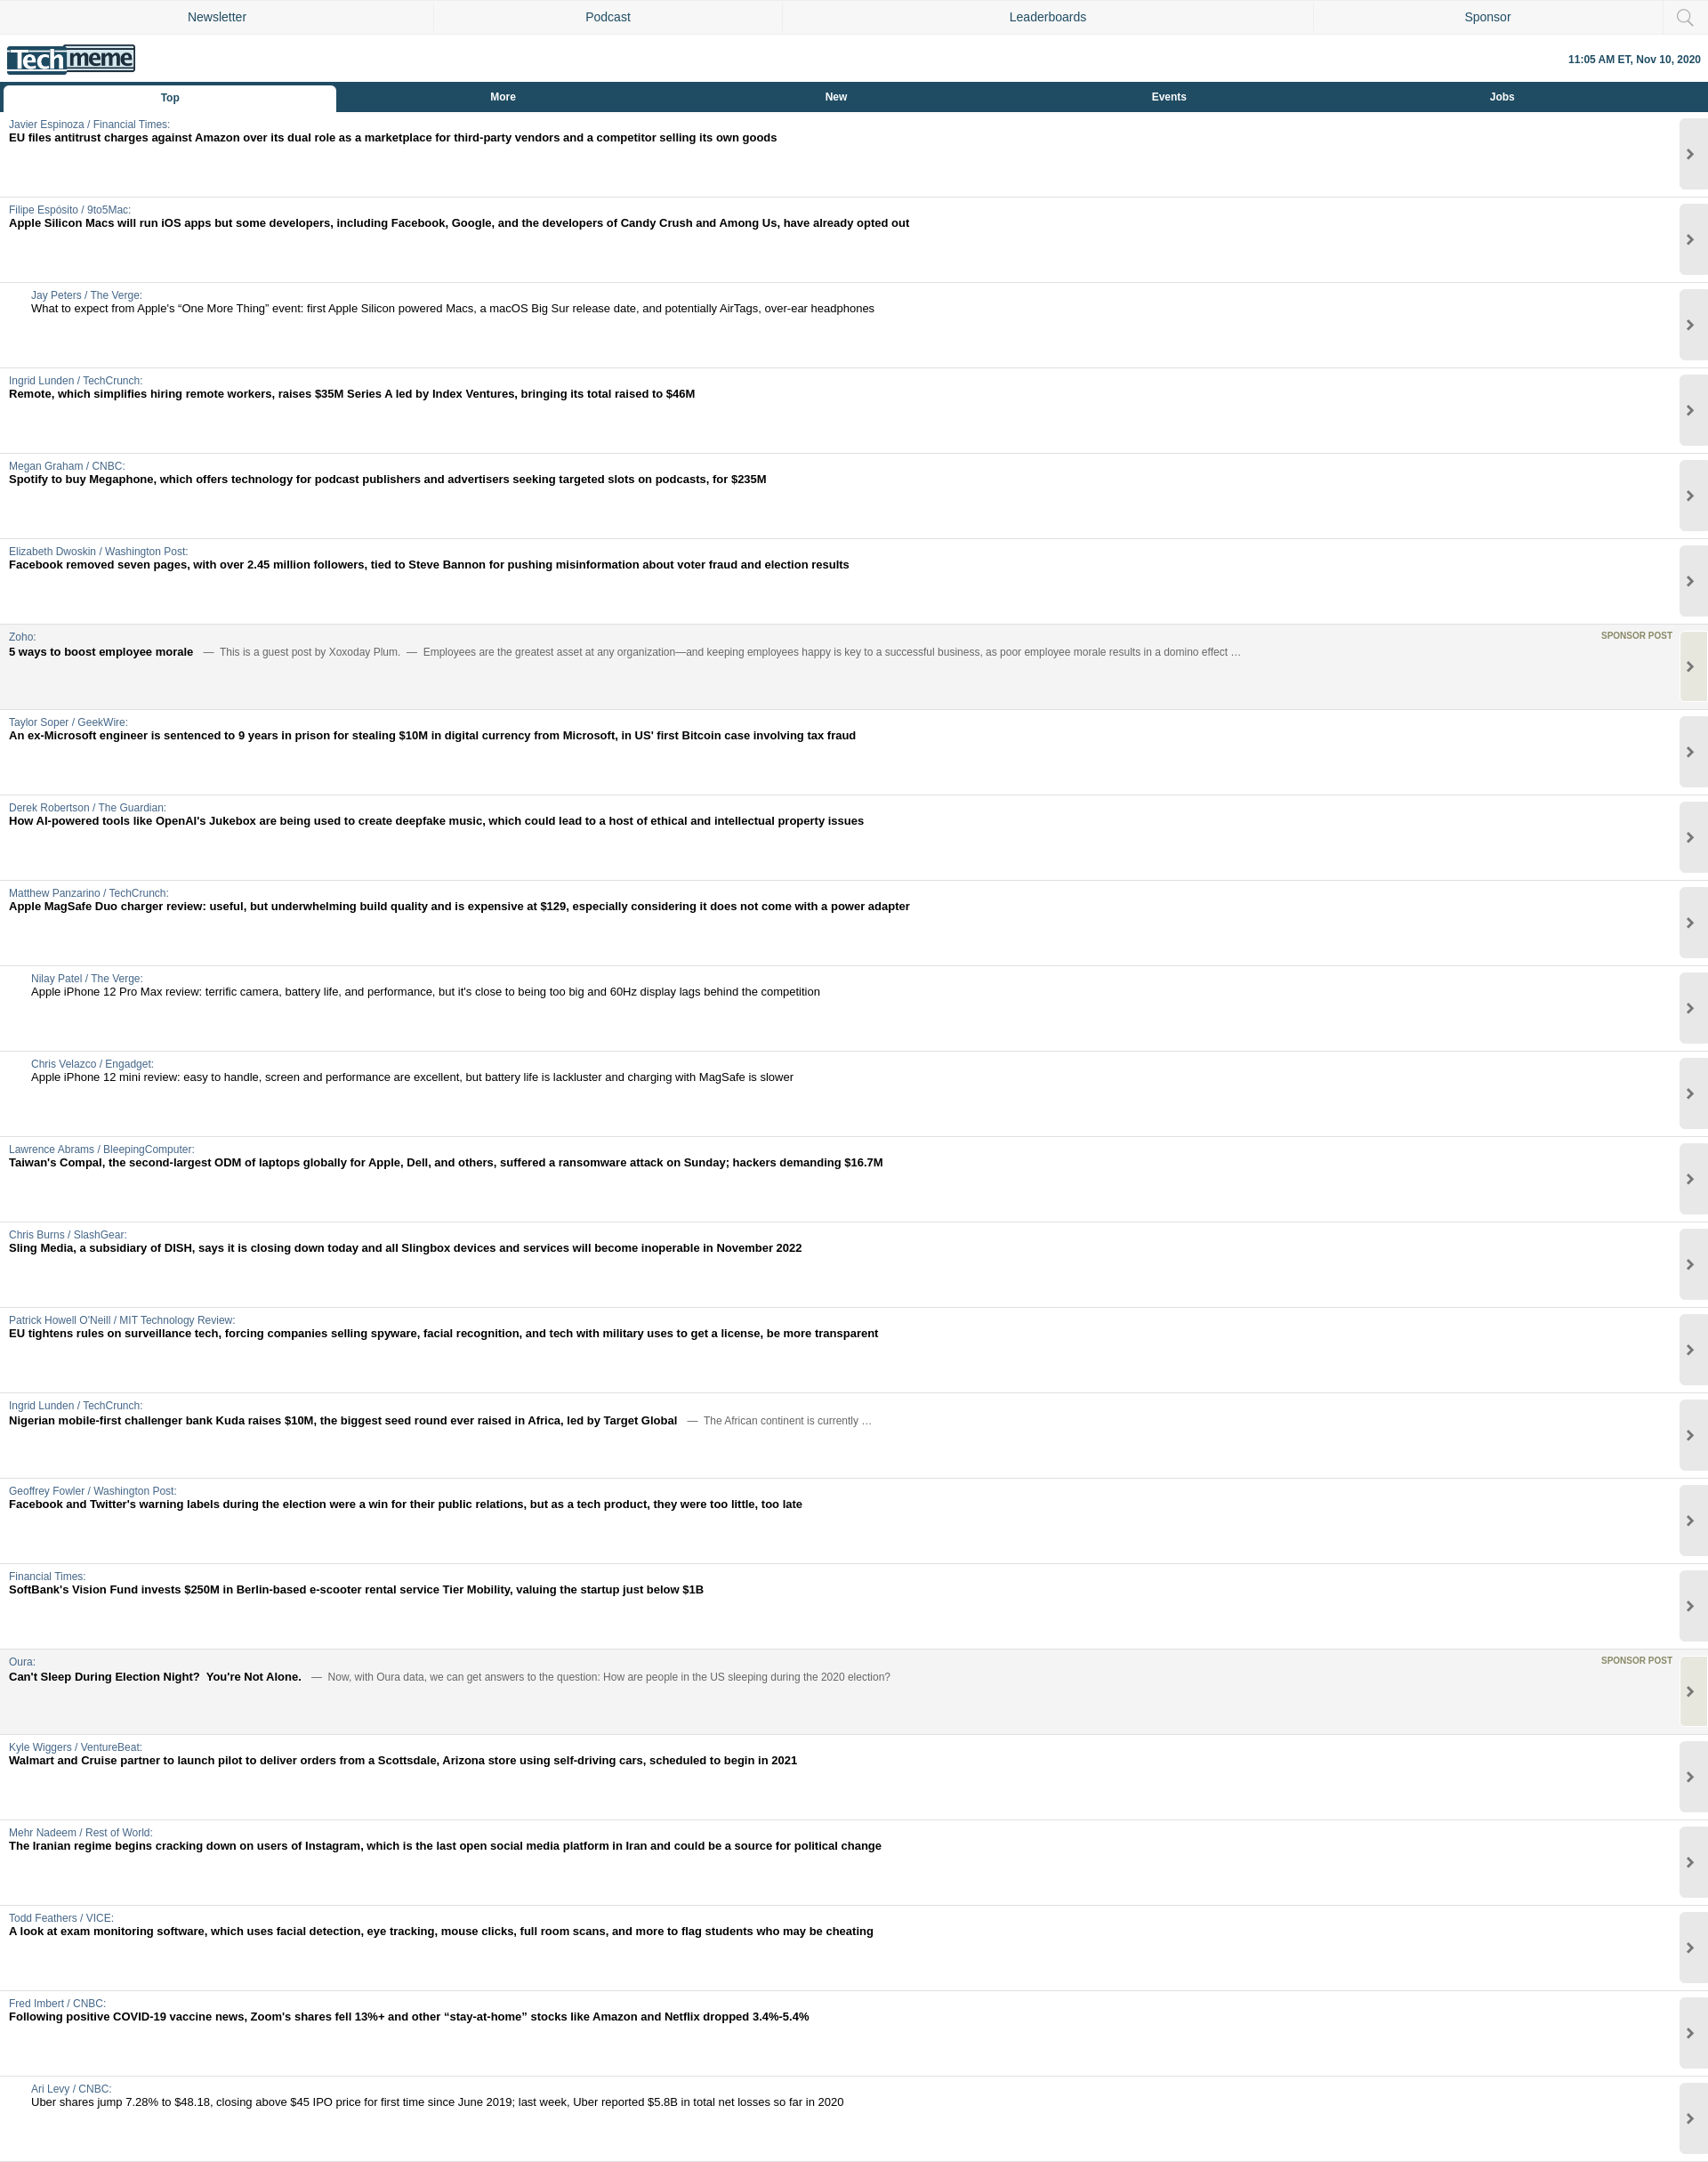 Newsletter
Podcast
Leaderboards
Sponsor
Techmeme
11:05 AM ET, Nov 10, 2020
Top
More
New
Events
Jobs
Javier Espinoza / Financial Times:
EU files antitrust charges against Amazon over its dual role as a marketplace for third-party vendors and a competitor selling its own goods
Filipe Espósito / 9to5Mac:
Apple Silicon Macs will run iOS apps but some developers, including Facebook, Google, and the developers of Candy Crush and Among Us, have already opted out
Jay Peters / The Verge:
What to expect from Apple's “One More Thing” event: first Apple Silicon powered Macs, a macOS Big Sur release date, and potentially AirTags, over-ear headphones
Ingrid Lunden / TechCrunch:
Remote, which simplifies hiring remote workers, raises $35M Series A led by Index Ventures, bringing its total raised to $46M
Megan Graham / CNBC:
Spotify to buy Megaphone, which offers technology for podcast publishers and advertisers seeking targeted slots on podcasts, for $235M
Elizabeth Dwoskin / Washington Post:
Facebook removed seven pages, with over 2.45 million followers, tied to Steve Bannon for pushing misinformation about voter fraud and election results
Zoho:
SPONSOR POST
5 ways to boost employee morale — This is a guest post by Xoxoday Plum. — Employees are the greatest asset at any organization—and keeping employees happy is key to a successful business, as poor employee morale results in a domino effect …
Taylor Soper / GeekWire:
An ex-Microsoft engineer is sentenced to 9 years in prison for stealing $10M in digital currency from Microsoft, in US' first Bitcoin case involving tax fraud
Derek Robertson / The Guardian:
How AI-powered tools like OpenAI's Jukebox are being used to create deepfake music, which could lead to a host of ethical and intellectual property issues
Matthew Panzarino / TechCrunch:
Apple MagSafe Duo charger review: useful, but underwhelming build quality and is expensive at $129, especially considering it does not come with a power adapter
Nilay Patel / The Verge:
Apple iPhone 12 Pro Max review: terrific camera, battery life, and performance, but it's close to being too big and 60Hz display lags behind the competition
Chris Velazco / Engadget:
Apple iPhone 12 mini review: easy to handle, screen and performance are excellent, but battery life is lackluster and charging with MagSafe is slower
Lawrence Abrams / BleepingComputer:
Taiwan's Compal, the second-largest ODM of laptops globally for Apple, Dell, and others, suffered a ransomware attack on Sunday; hackers demanding $16.7M
Chris Burns / SlashGear:
Sling Media, a subsidiary of DISH, says it is closing down today and all Slingbox devices and services will become inoperable in November 2022
Patrick Howell O'Neill / MIT Technology Review:
EU tightens rules on surveillance tech, forcing companies selling spyware, facial recognition, and tech with military uses to get a license, be more transparent
Ingrid Lunden / TechCrunch:
Nigerian mobile-first challenger bank Kuda raises $10M, the biggest seed round ever raised in Africa, led by Target Global — The African continent is currently …
Geoffrey Fowler / Washington Post:
Facebook and Twitter's warning labels during the election were a win for their public relations, but as a tech product, they were too little, too late
Financial Times:
SoftBank's Vision Fund invests $250M in Berlin-based e-scooter rental service Tier Mobility, valuing the startup just below $1B
Oura:
SPONSOR POST
Can't Sleep During Election Night? You're Not Alone. — Now, with Oura data, we can get answers to the question: How are people in the US sleeping during the 2020 election?
Kyle Wiggers / VentureBeat:
Walmart and Cruise partner to launch pilot to deliver orders from a Scottsdale, Arizona store using self-driving cars, scheduled to begin in 2021
Mehr Nadeem / Rest of World:
The Iranian regime begins cracking down on users of Instagram, which is the last open social media platform in Iran and could be a source for political change
Todd Feathers / VICE:
A look at exam monitoring software, which uses facial detection, eye tracking, mouse clicks, full room scans, and more to flag students who may be cheating
Fred Imbert / CNBC:
Following positive COVID-19 vaccine news, Zoom's shares fell 13%+ and other “stay-at-home” stocks like Amazon and Netflix dropped 3.4%-5.4%
Ari Levy / CNBC:
Uber shares jump 7.28% to $48.18, closing above $45 IPO price for first time since June 2019; last week, Uber reported $5.8B in total net losses so far in 2020